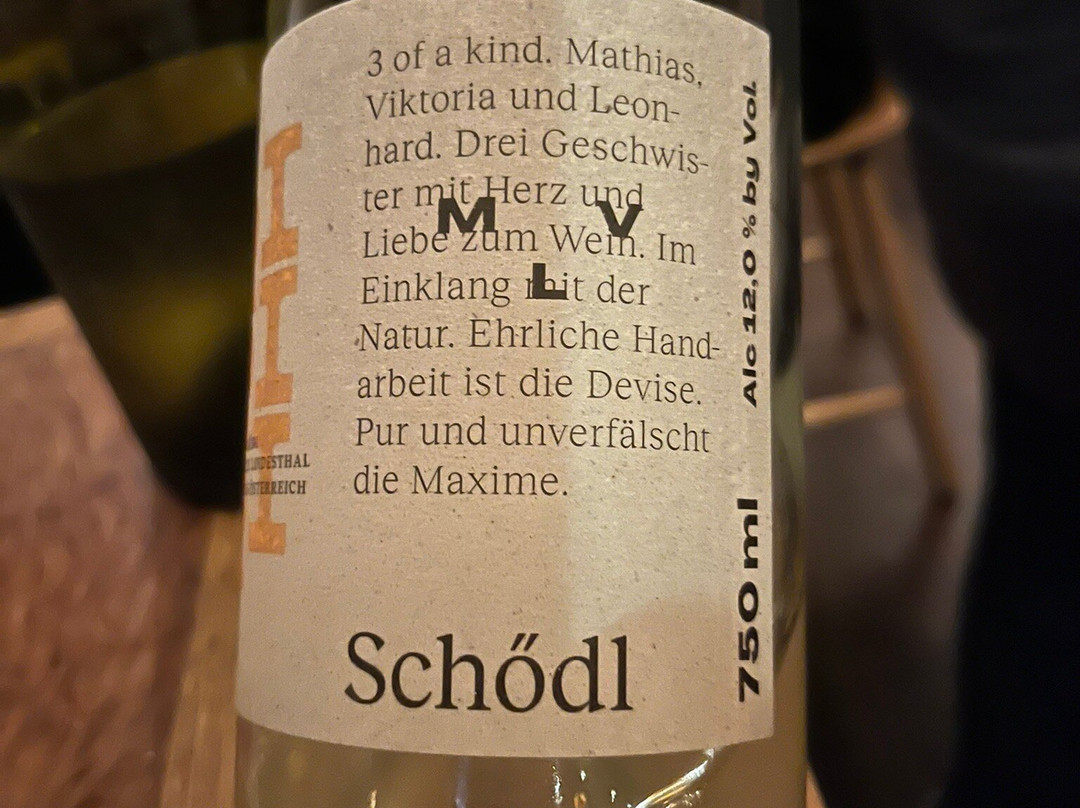 3 of a kind. Mathias,
Viktoria und Leon-
hard. Drei Geschwis-
ter mit Herz und
M V
Liebe zum Wein. Im
L
Einklang mit der
Natur. Ehrliche Hand-
arbeit ist die Devise.
Pur und unverfälscht
die Maxime.
Schődl
Alc 12,0 % by Vol.
750 ml